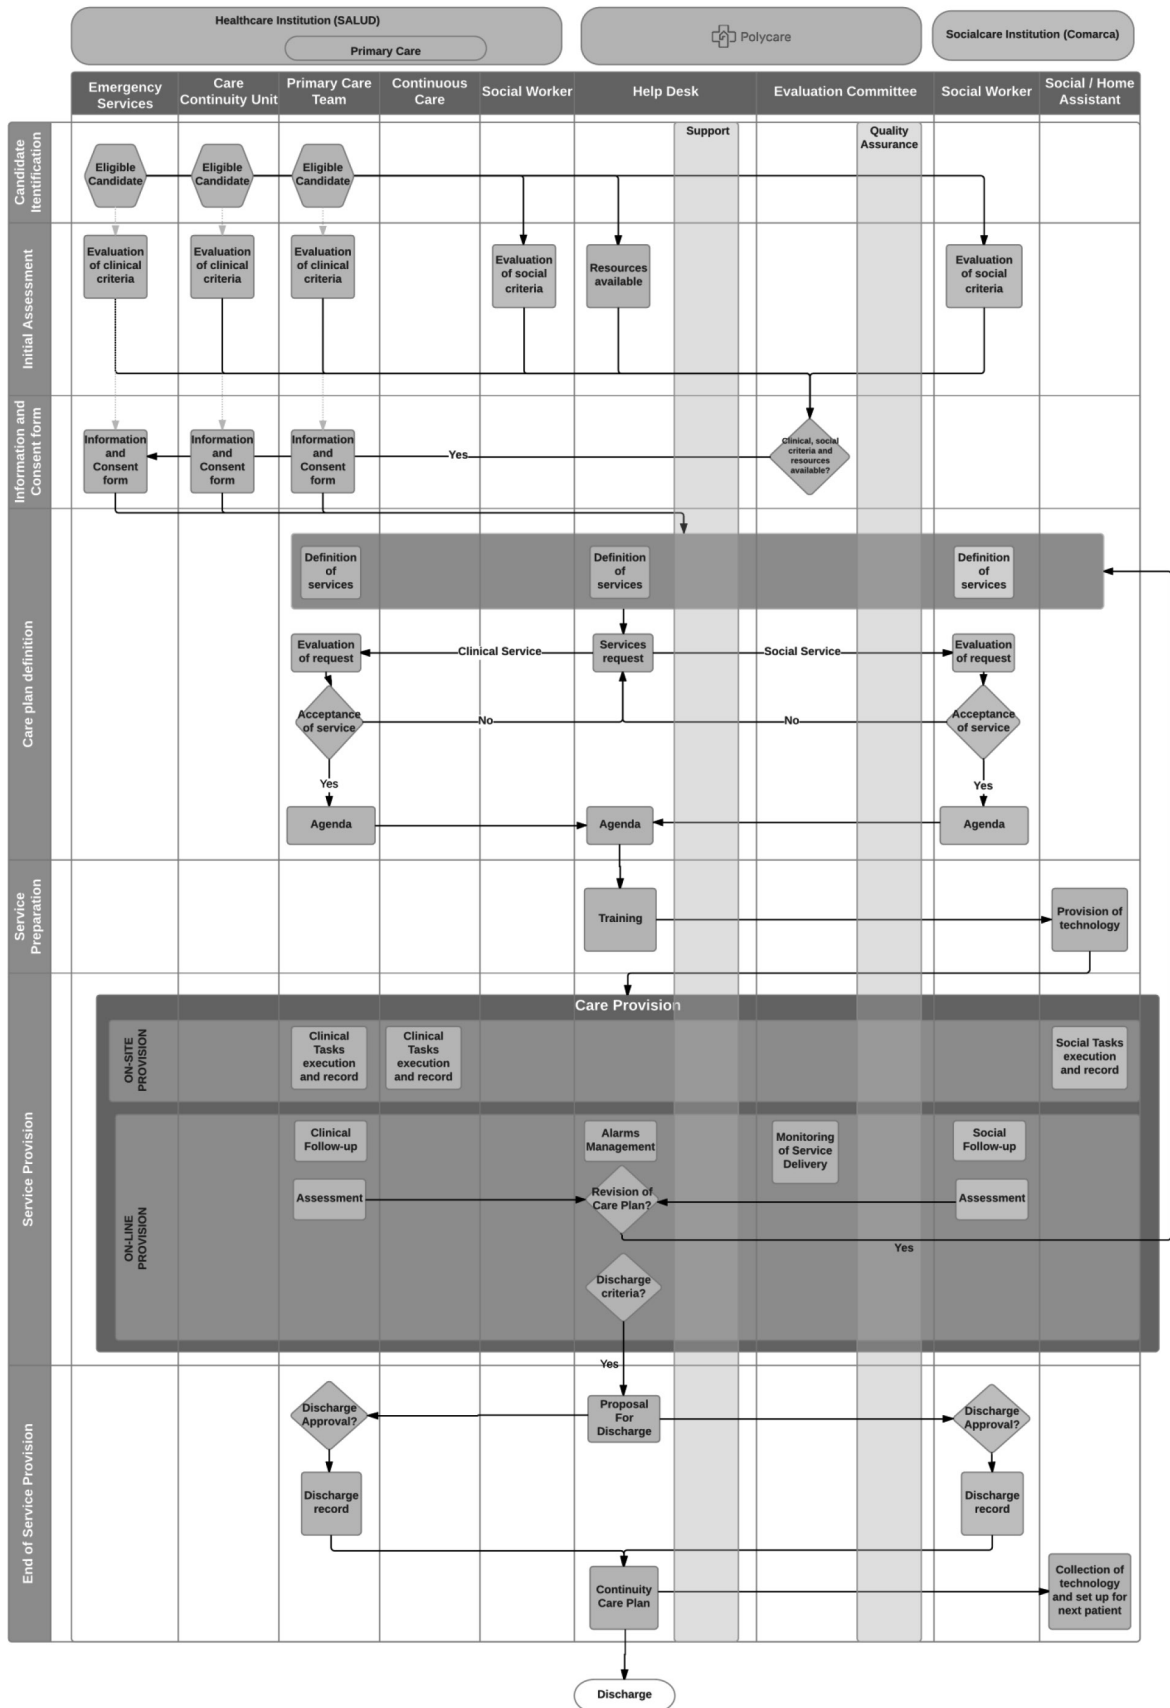 Healthcare Institution (SALUD)
Primary Care
Polycare
Socialcare Institution (Comarca)
Emergency
Services
Care
Continuity Unit
Primary Care
Team
Continuous
Care
Social Worker
Help Desk
Evaluation Committee
Social Worker
Social / Home
Assistant
Support
Quality
Assurance
Candidate
Itentification
Eligible
Candidate
Eligible
Candidate
Eligible
Candidate
Initial Assessment
Evaluation
of clinical
criteria
Evaluation
of clinical
criteria
Evaluation
of clinical
criteria
Evaluation
of social
criteria
Resources
available
Evaluation
of social
criteria
Information and
Consent form
Information
and
Consent
form
Information
and
Consent
form
Information
and
Consent
form
Yes
Clinical, social
criteria and
resources
available?
Care plan definition
Definition
of
services
Definition
of
services
Definition
of
services
Evaluation
of request
Clinical Service
Services
request
Social Service
Evaluation
of request
Acceptance
of service
No
No
Acceptance
of service
Yes
Yes
Agenda
Agenda
Agenda
Service
Preparation
Training
Provision of
technology
Service Provision
Care Provision
ON-SITE
PROVISION
Clinical
Tasks
execution
and record
Clinical
Tasks
execution
and record
Social Tasks
execution
and record
ON-LINE
PROVISION
Clinical
Follow-up
Alarms
Management
Monitoring
of Service
Delivery
Social
Follow-up
Assessment
Revision of
Care Plan?
Assessment
Yes
Discharge
criteria?
Yes
End of Service Provision
Discharge
Approval?
Proposal
For
Discharge
Discharge
Approval?
Discharge
record
Discharge
record
Continuity
Care Plan
Collection of
technology
and set up for
next patient
Discharge